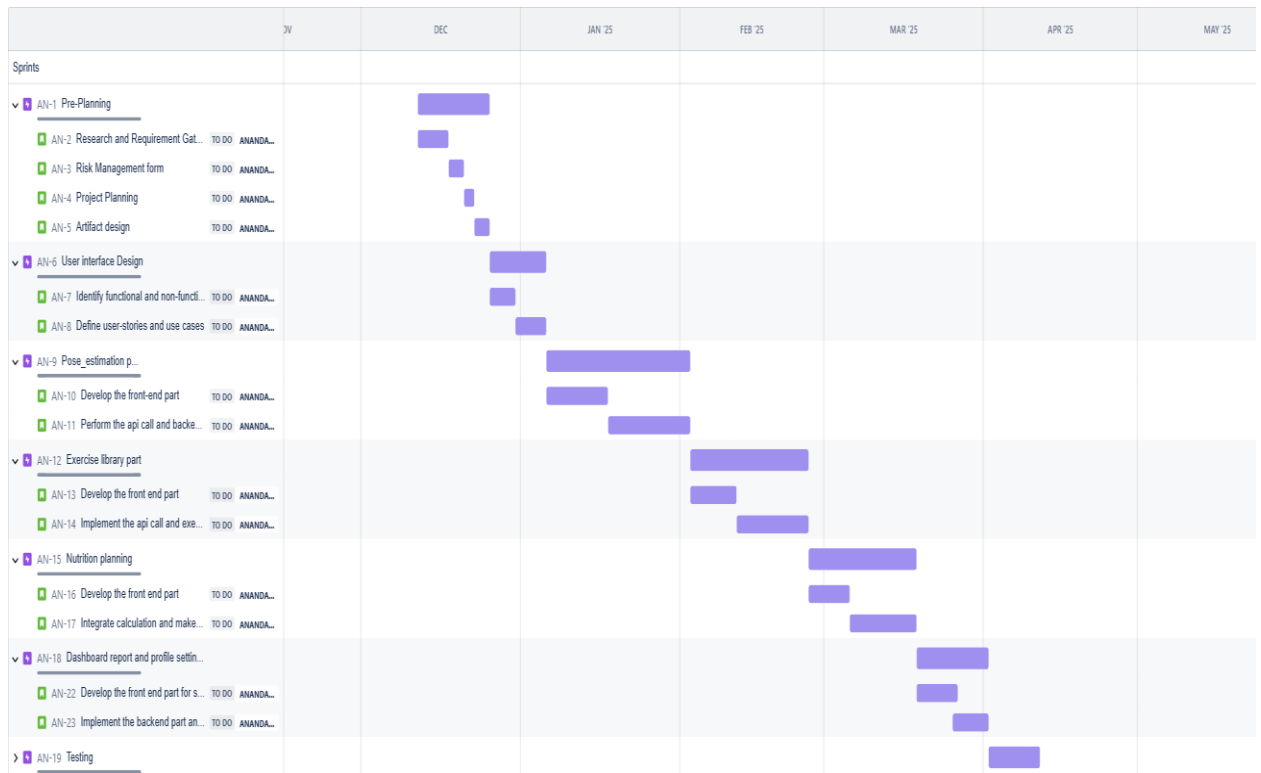 OV DEC JAN '25 FEB '25 MAR '25 APR '25 MAY '25
Sprints
AN-1 Pre-Planning
AN-2 Research and Requirement Gat... TO DO ANANDA...
AN-3 Risk Management form TO DO ANANDA...
AN-4 Project Planning TO DO ANANDA...
AN-5 Artifact design TO DO ANANDA...
AN-6 User interface Design
AN-7 Identify functional and non-functi... TO DO ANANDA...
AN-8 Define user-stories and use cases TO DO ANANDA...
AN-9 Pose_estimation p...
AN-10 Develop the front-end part TO DO ANANDA...
AN-11 Perform the api call and backe... TO DO ANANDA...
AN-12 Exercise library part
AN-13 Develop the front end part TO DO ANANDA...
AN-14 Implement the api call and exe... TO DO ANANDA...
AN-15 Nutrition planning
AN-16 Develop the front end part TO DO ANANDA...
AN-17 Integrate calculation and make... TO DO ANANDA...
AN-18 Dashboard report and profile settin...
AN-22 Develop the front end part for s... TO DO ANANDA...
AN-23 Implement the backend part an... TO DO ANANDA...
AN-19 Testing